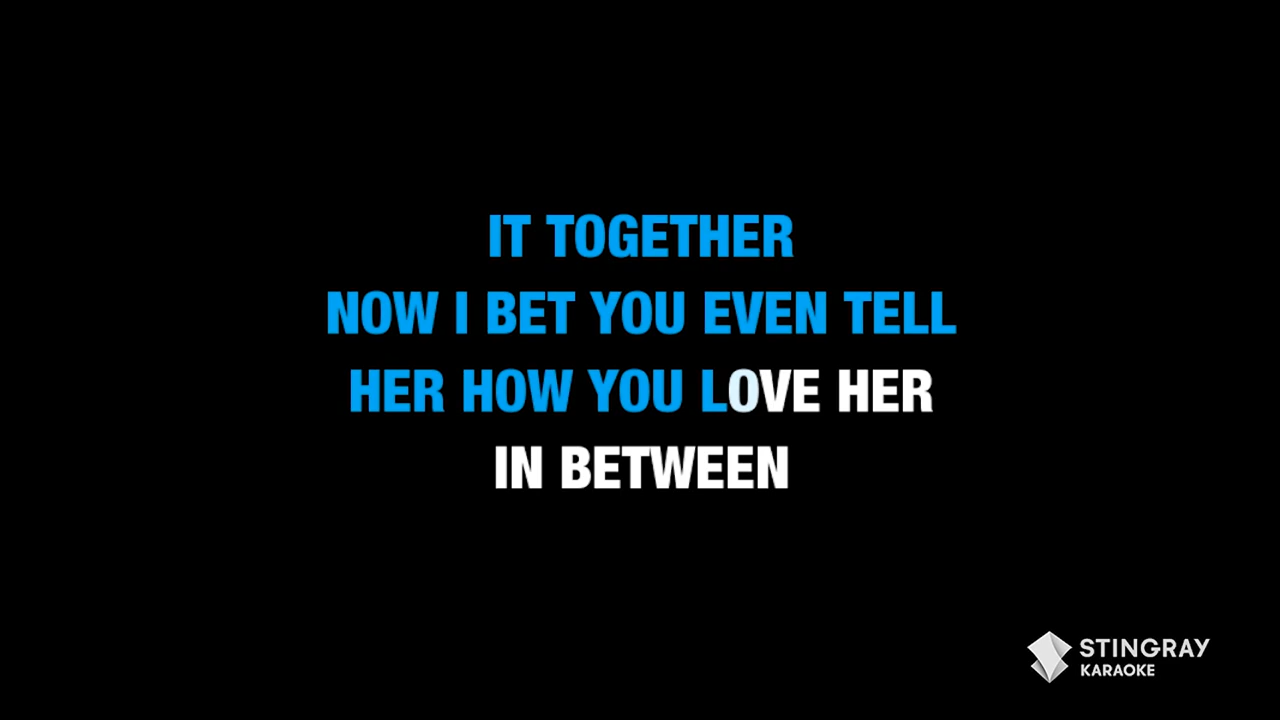 IT TOGETHER
NOW I BET YOU EVEN TELL
HER HOW YOU LOVE HER
IN BETWEEN
STINGRAY
KARAOKE